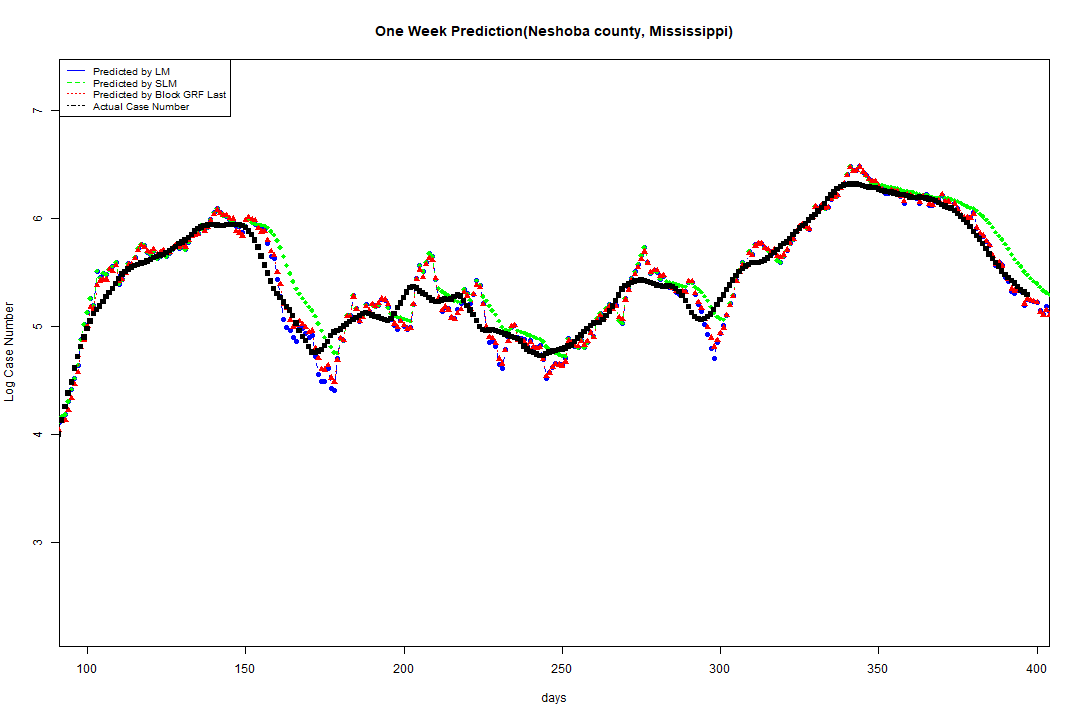 One Week Prediction(Neshoba county, Mississippi)
Predicted by LM
Predicted by SLM
Predicted by Block GRF Last
Actual Case Number
Log Case Number
7
6
5
4
3
100 150 200 250 300 350 400
days